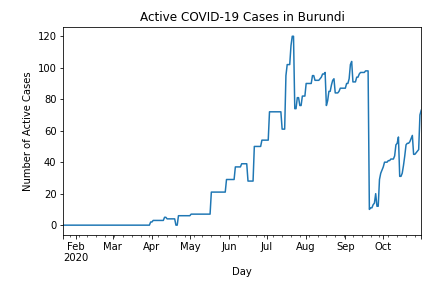 Active COVID-19 Cases in Burundi
Number of Active Cases
120
100
80
60
40
20
0
Feb Mar Apr May Jun Jul Aug Sep Oct
2020
Day